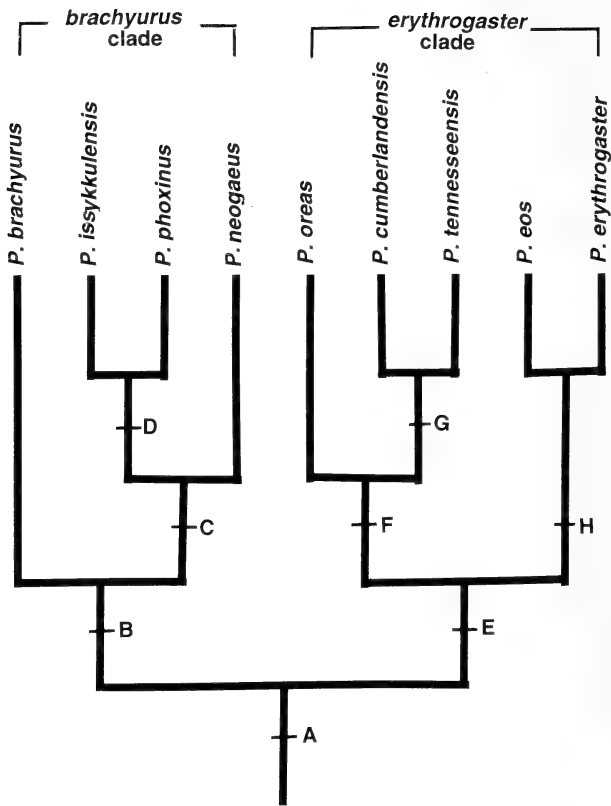 brachyurus
clade
erythrogaster
clade
P. brachyurus
P. issykkulensis
P. phoxinus
P. neogaeus
P. oreas
P. cumberlandensis
P. tennesseensis
P. eos
P. erythrogaster
D
G
C
F
H
B
E
A